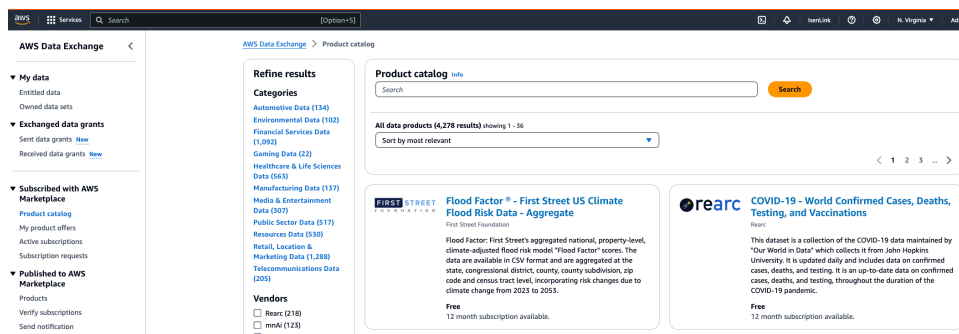 aws
Services
Search
[Option+S]
IsenLink
N. Virginia
AWS Data Exchange
My data
Entitled data
Owned data sets
Exchanged data grants
Sent data grants New
Received data grants New
Subscribed with AWS
Marketplace
Product catalog
My product offers
Active subscriptions
Subscription requests
Published to AWS
Marketplace
Products
Verify subscriptions
Send notification
AWS Data Exchange > Product catalog
Refine results
Categories
Automotive Data (134)
Environmental Data (102)
Financial Services Data
(1,092)
Gaming Data (22)
Healthcare & Life Sciences
Data (563)
Manufacturing Data (137)
Media & Entertainment
Data (307)
Public Sector Data (517)
Resources Data (530)
Retail, Location &
Marketing Data (1,288)
Telecommunications Data
(205)
Vendors
Rearc (218)
mnAi (123)
Product catalog Info
Search
Search
All data products (4,278 results) showing 1 - 36
Sort by most relevant
< 1 2 3 ... >
FIRST STREET
FOUNDATION
Flood Factor ® - First Street US Climate
Flood Risk Data - Aggregate
First Street Foundation
Flood Factor: First Street's aggregated national, property-level,
climate-adjusted flood risk model "Flood Factor" scores. The
data are available in CSV format and are aggregated at the
state, congressional district, county, county subdivision, zip
code and census tract level, incorporating risk changes due to
climate change from 2023 to 2053.
Free
12 month subscription available.
rearc
COVID-19 - World Confirmed Cases, Deaths,
Testing, and Vaccinations
Rearc
This dataset is a collection of the COVID-19 data maintained by
"Our World in Data" which collects it from John Hopkins
University. It is updated daily and includes data on confirmed
cases, deaths, and testing. It is an up-to-date data on confirmed
cases, deaths, and testing, throughout the duration of the
COVID-19 pandemic.
Free
12 month subscription available.